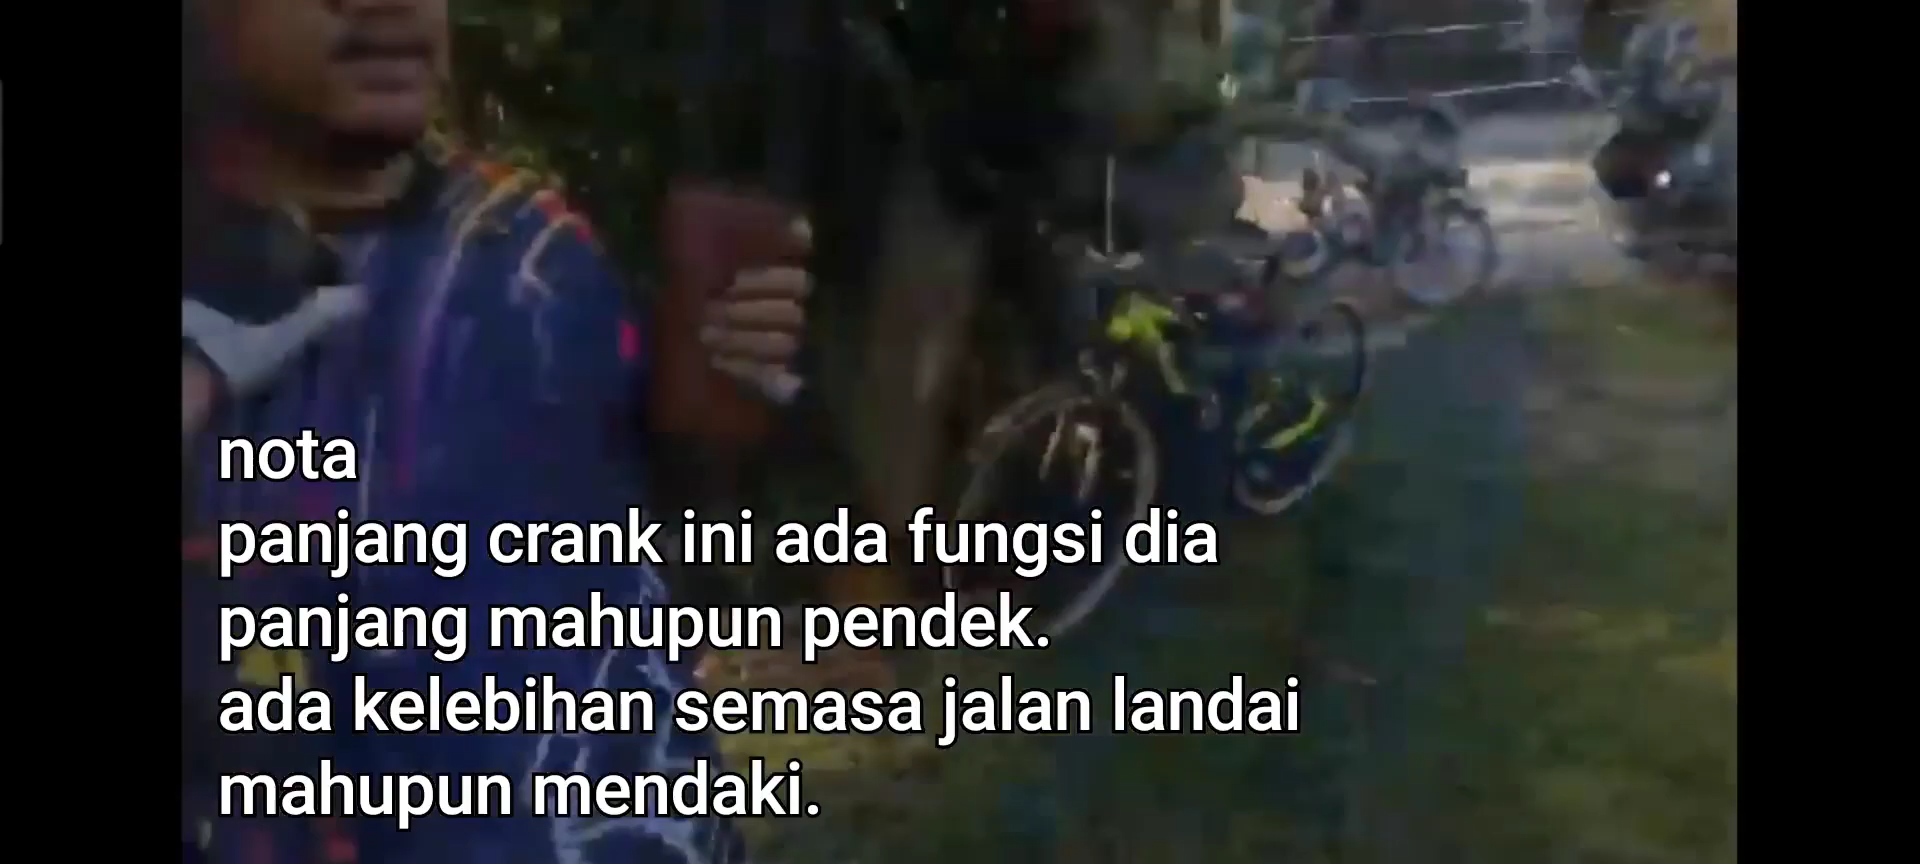 nota
panjang crank ini ada fungsi dia
panjang mahupun pendek.
ada kelebihan semasa jalan landai
mahupun mendaki.